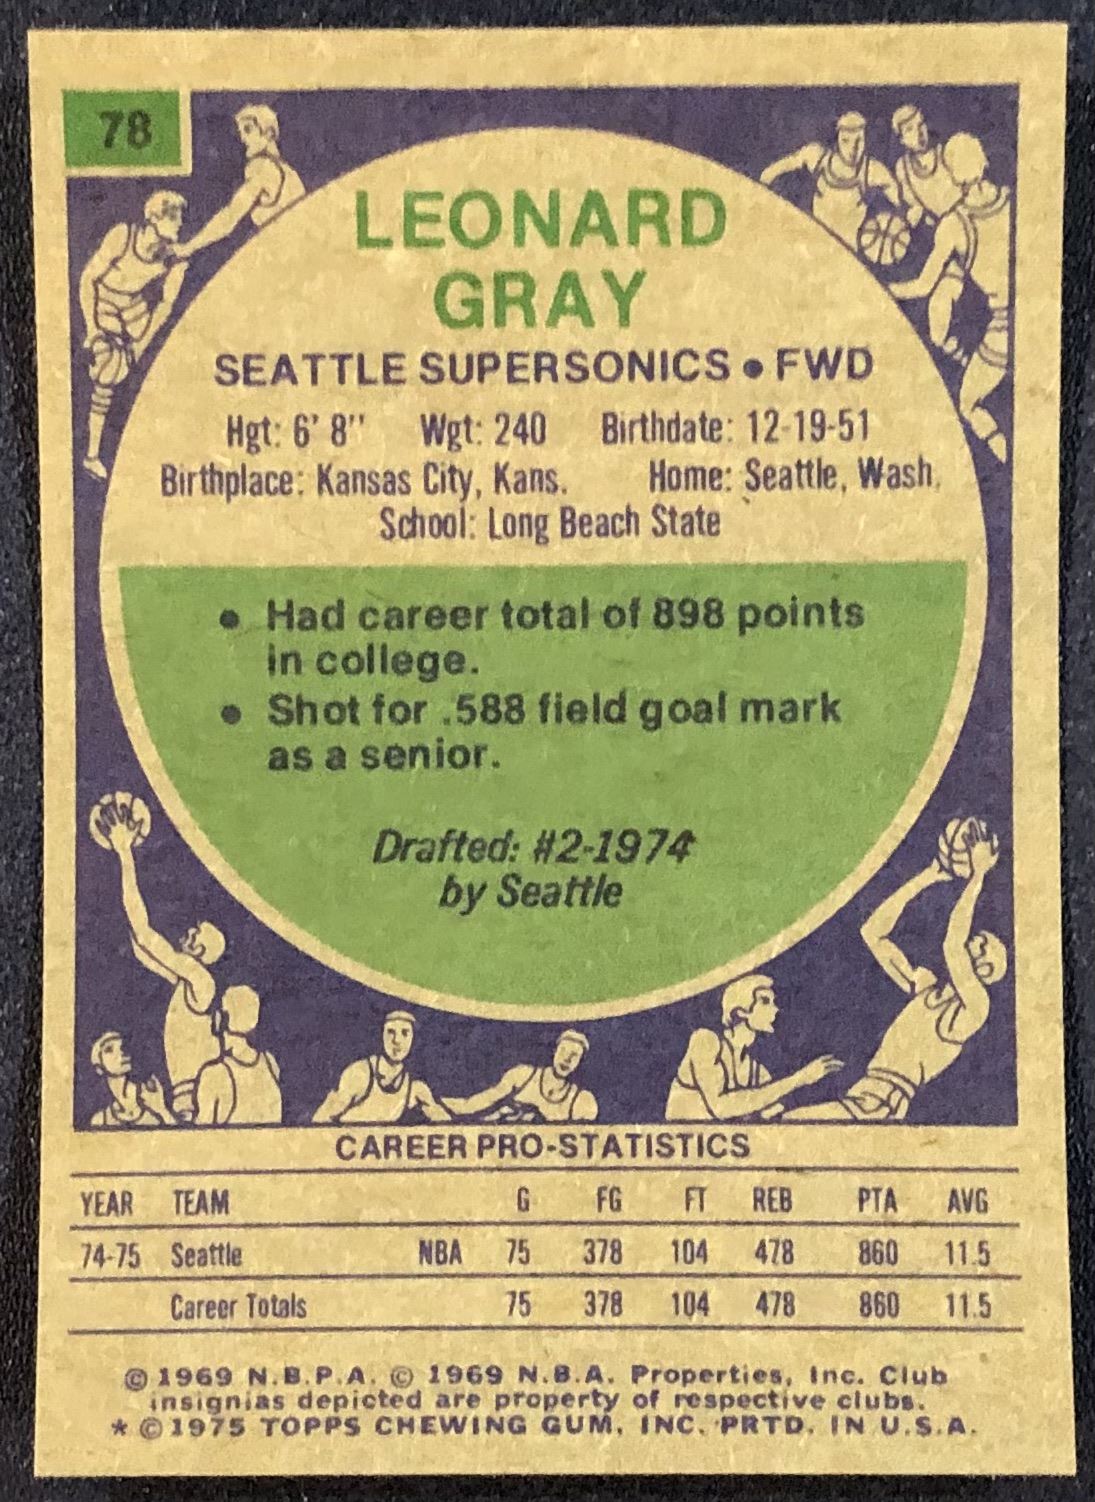 78
LEONARD
GRAY
SEATTLE SUPERSONICS • FWD
Hgt: 6' 8" Wgt: 240 Birthdate: 12-19-51
Birthplace: Kansas City, Kans. Home: Seattle, Wash.
School: Long Beach State
• Had career total of 898 points
in college.
• Shot for .588 field goal mark
as a senior.
Drafted: #2-1974
by Seattle
CAREER PRO-STATISTICS
YEAR TEAM G FG FT REB PTA AVG
74-75 Seattle NBA 75 378 104 478 860 11.5
Career Totals 75 378 104 478 860 11.5
© 1969 N.B.P.A. © 1969 N.B.A. Properties, Inc. Club
insignias depicted are property of respective clubs.
* © 1975 TOPPS CHEWING GUM, INC. PRTD. IN U.S.A.